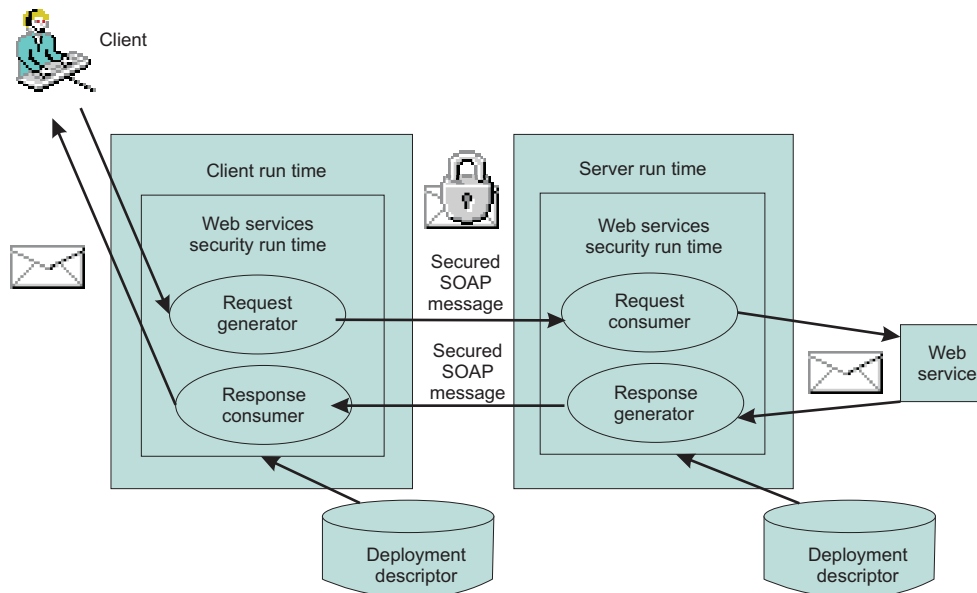 Client
Client run time
Web services
security run time
Request
generator
Response
consumer
Secured
SOAP
message
Secured
SOAP
message
Server run time
Web services
security run time
Request
consumer
Response
generator
Web
service
Deployment
descriptor
Deployment
descriptor